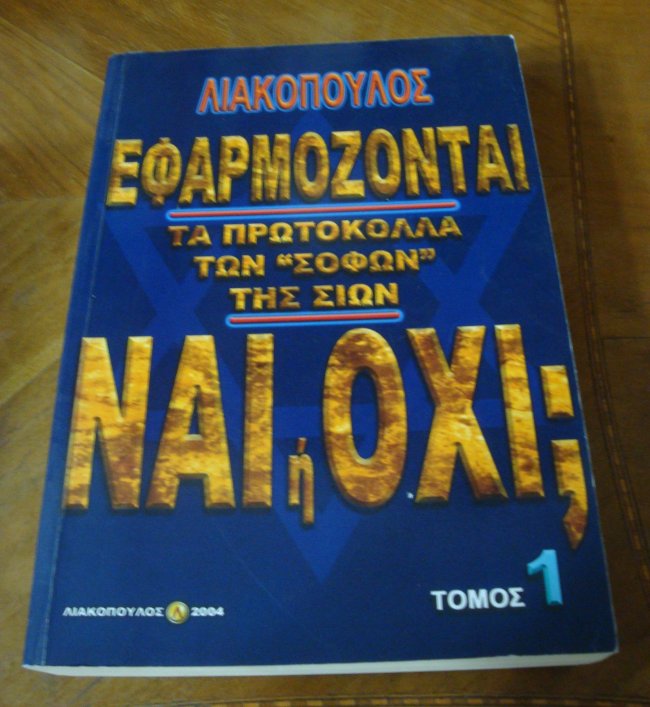 ΛΙΑΚΟΠΟΥΛΟΣ
ΕΦΑΡΜΟΖΟΝΤΑΙ
ΤΑ ΠΡΩΤΟΚΟΛΛΑ
ΤΩΝ “ΣΟΦΩΝ”
ΤΗΣ ΣΙΩΝ
ΝΑΙ ή ΟΧΙ;
ΤΟΜΟΣ 1
ΛΙΑΚΟΠΟΥΛΟΣ Λ 2004